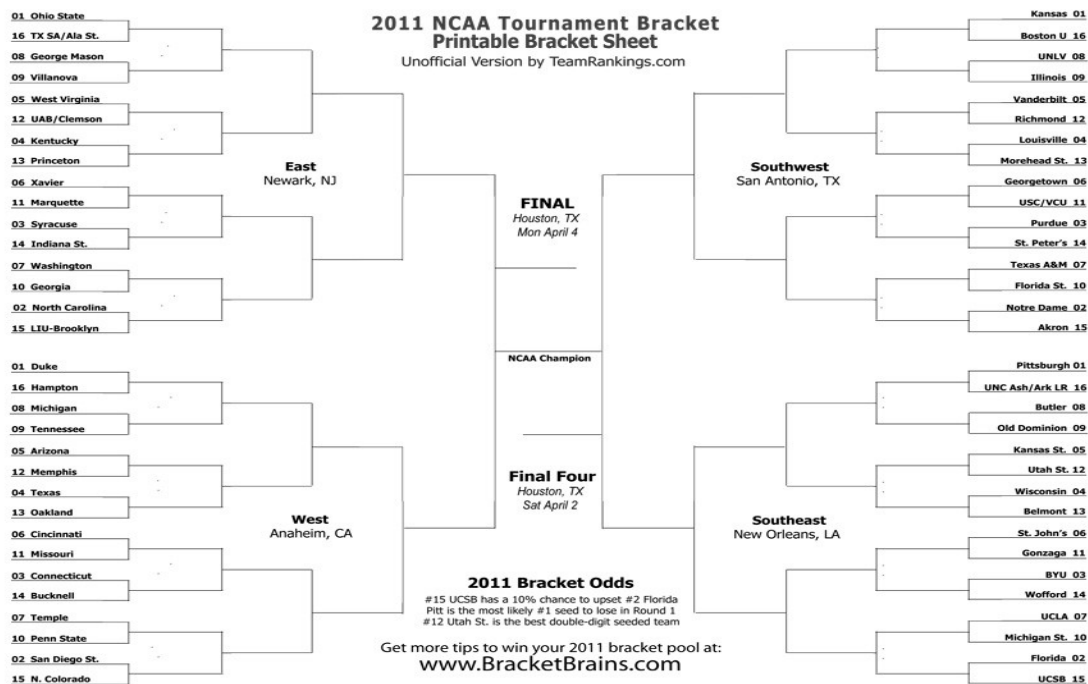 2011 NCAA Tournament Bracket
Printable Bracket Sheet
Unofficial Version by TeamRankings.com
01 Ohio State
16 TX SA/Ala St.
08 George Mason
09 Villanova
05 West Virginia
12 UAB/Clemson
04 Kentucky
13 Princeton
06 Xavier
11 Marquette
03 Syracuse
14 Indiana St.
07 Washington
10 Georgia
02 North Carolina
15 LIU-Brooklyn
East
Newark, NJ
01 Duke
16 Hampton
08 Michigan
09 Tennessee
05 Arizona
12 Memphis
04 Texas
13 Oakland
06 Cincinnati
11 Missouri
03 Connecticut
14 Bucknell
07 Temple
10 Penn State
02 San Diego St.
15 N. Colorado
West
Anaheim, CA
FINAL
Houston, TX
Mon April 4
NCAA Champion
Final Four
Houston, TX
Sat April 2
Kansas 01
Boston U 16
UNLV 08
Illinois 09
Vanderbilt 05
Richmond 12
Louisville 04
Morehead St. 13
Georgetown 06
USC/VCU 11
Purdue 03
St. Peter's 14
Texas A&M 07
Florida St. 10
Notre Dame 02
Akron 15
Southwest
San Antonio, TX
Pittsburgh 01
UNC Ash/Ark LR 16
Butler 08
Old Dominion 09
Kansas St. 05
Utah St. 12
Wisconsin 04
Belmont 13
St. John's 06
Gonzaga 11
BYU 03
Wofford 14
UCLA 07
Michigan St. 10
Florida 02
UCSB 15
Southeast
New Orleans, LA
2011 Bracket Odds
#15 UCSB has a 10% chance to upset #2 Florida
Pitt is the most likely #1 seed to lose in Round 1
#12 Utah St. is the best double-digit seeded team
Get more tips to win your 2011 bracket pool at:
www.BracketBrains.com